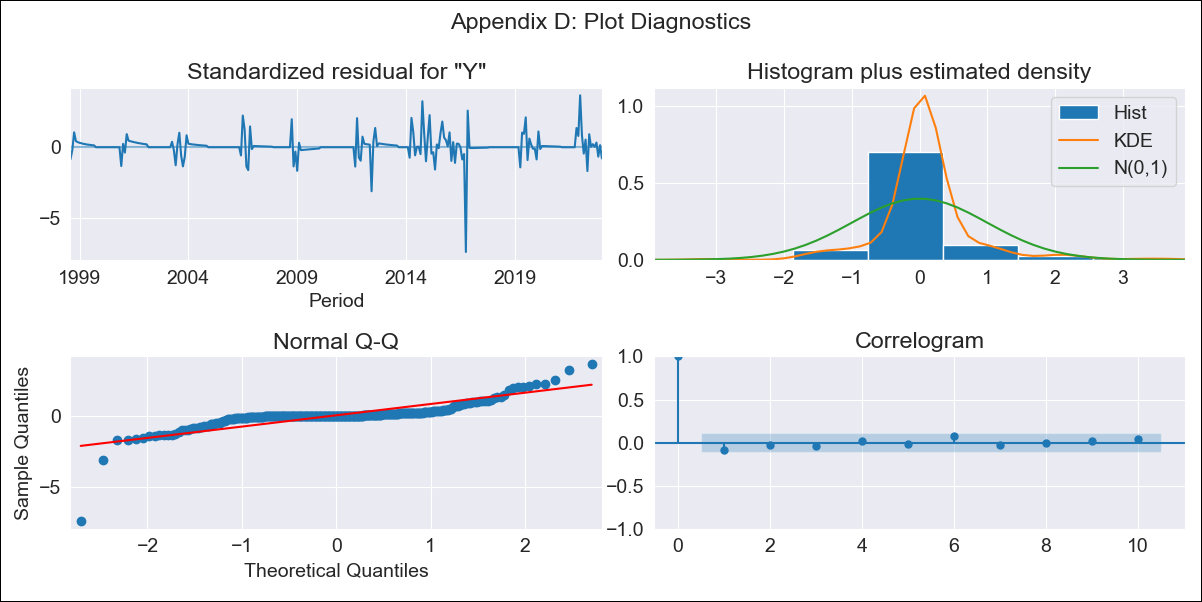 Appendix D: Plot Diagnostics
Standardized residual for "Y"
0
−5
1999 2004 2009 2014 2019
Period
Histogram plus estimated density
1.0
0.5
0.0
Hist
KDE
N(0,1)
−3 −2 −1 0 1 2 3
Normal Q-Q
Sample Quantiles
0
−5
−2 −1 0 1 2
Theoretical Quantiles
Correlogram
1.0
0.5
0.0
−0.5
−1.0
0 2 4 6 8 10